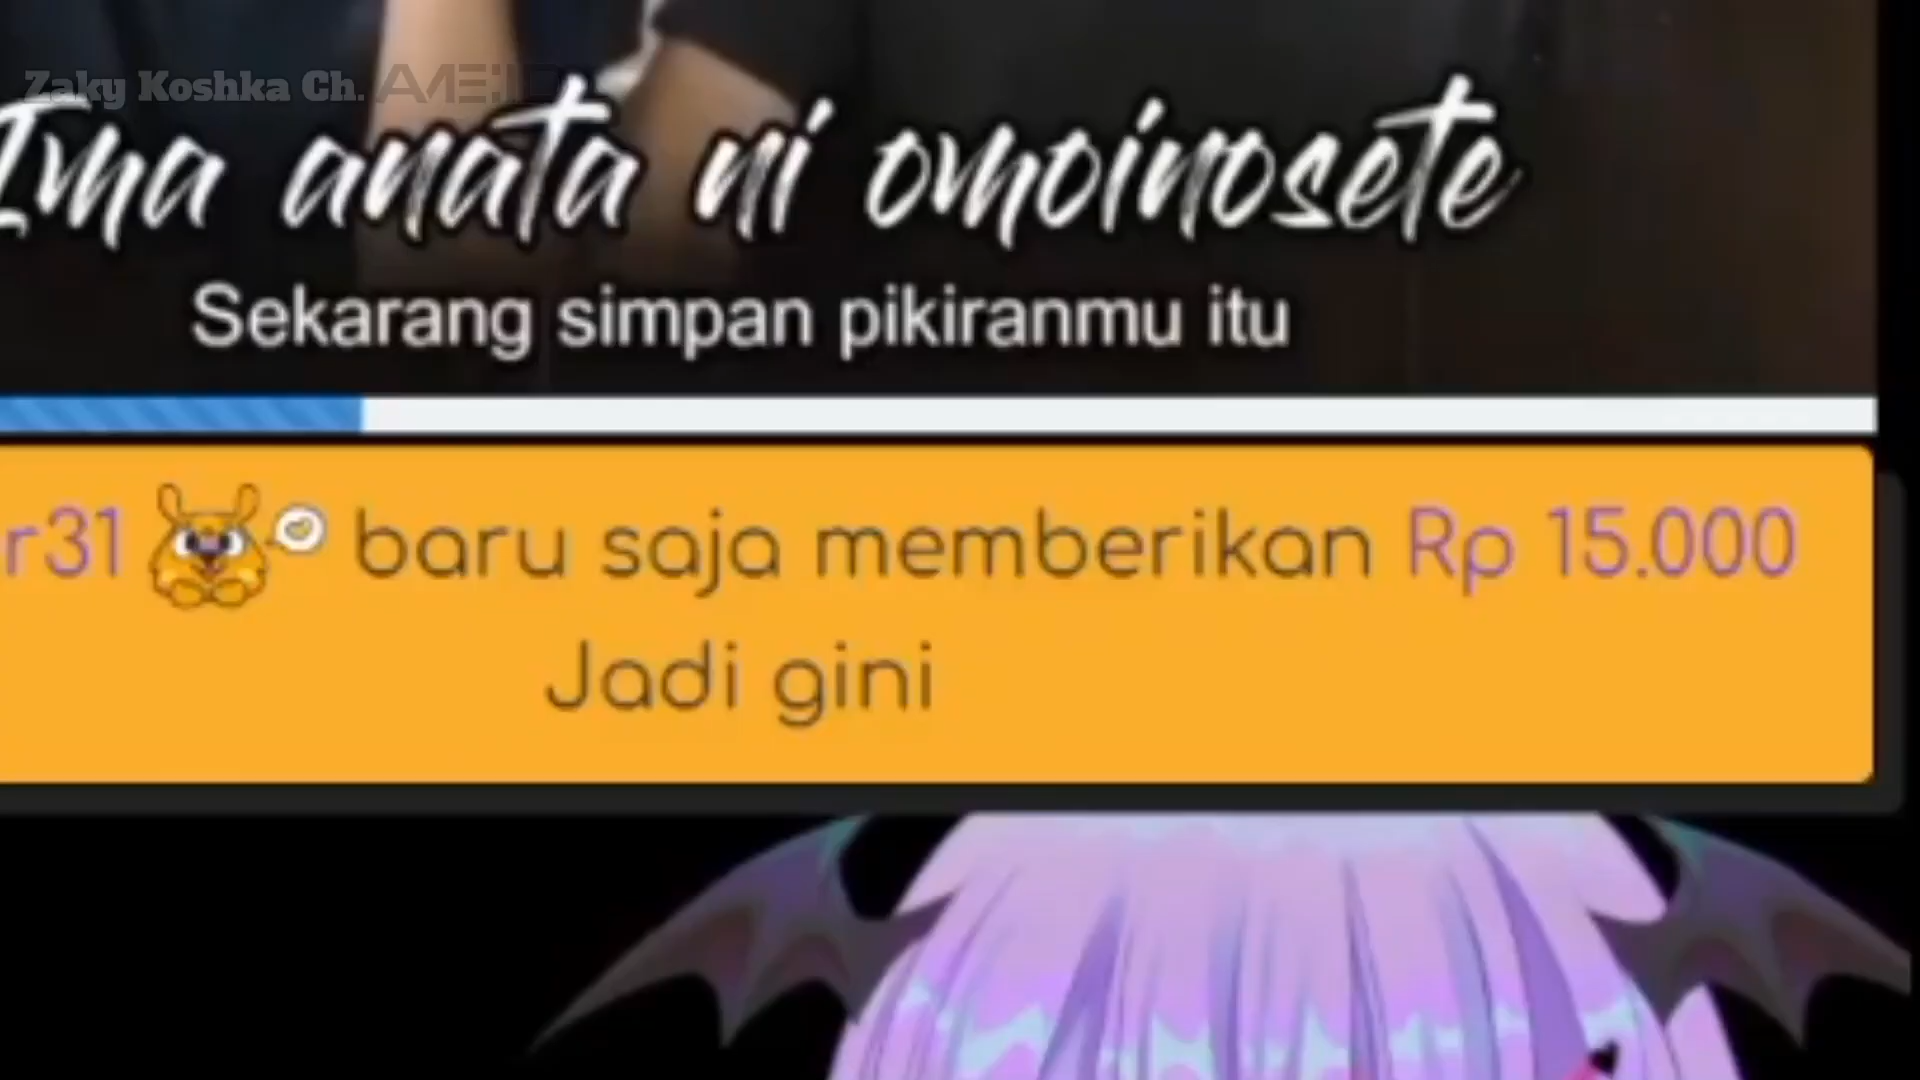 Zaky Koshka Ch.
Ima anata ni omoinosete
Sekarang simpan pikiranmu itu
r31 baru saja memberikan Rp 15.000
Jadi gini